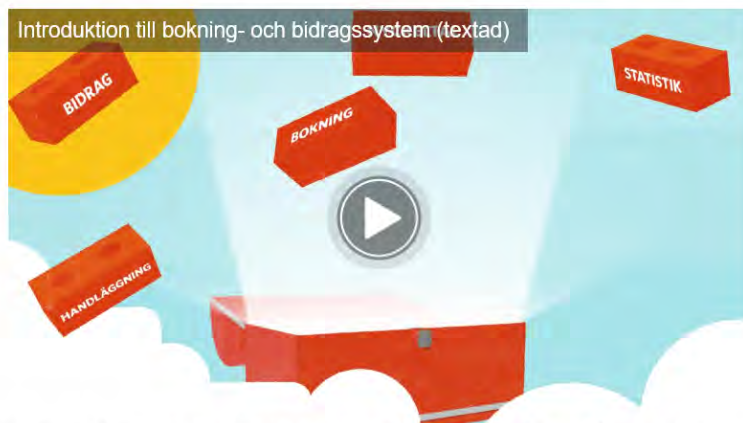 Introduktion till bokning- och bidragssystem (textad)
BIDRAG
BOKNING
STATISTIK
HANDLÄGGNING